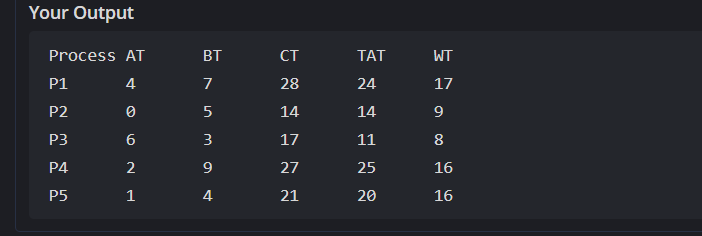 Your Output
Process AT BT CT TAT WT
P1 4 7 28 24 17
P2 0 5 14 14 9
P3 6 3 17 11 8
P4 2 9 27 25 16
P5 1 4 21 20 16